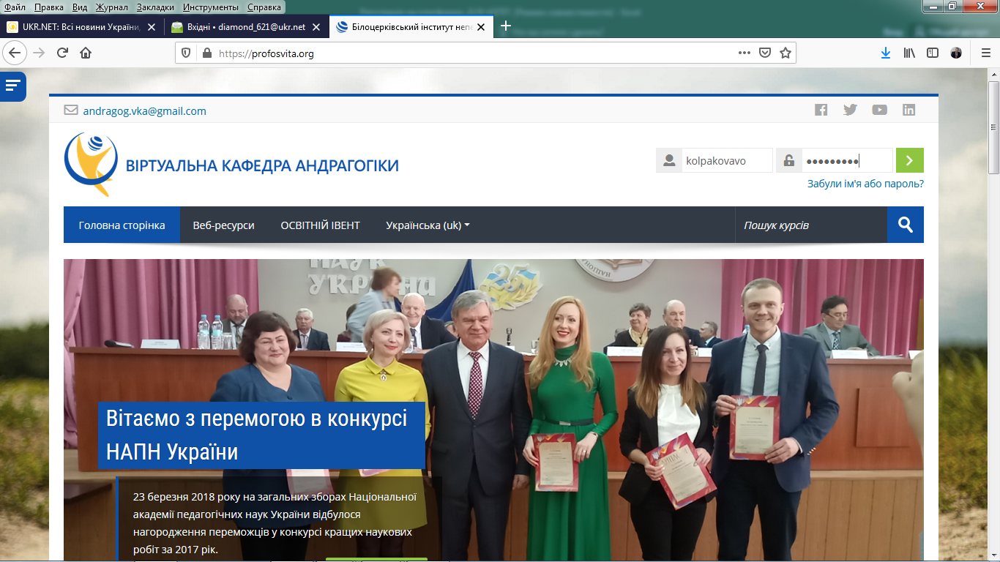 Файл Правка Вид Журнал Закладки Инструменты Справка
UKR.NET: Всі новини України,
Вхідні • diamond_621@ukr.net
Білоцерківський інститут непе
https://profosvita.org
andragog.vka@gmail.com
ВІРТУАЛЬНА КАФЕДРА АНДРАГОГІКИ
kolpakovavo
•••••••••
Забули ім'я або пароль?
Головна сторінка Веб-ресурси ОСВІТНІЙ ІВЕНТ Українська (uk)
Пошук курсів
НАУК
УКРАЇНИ
25
Вітаємо з перемогою в конкурсі
НАПН України
23 березня 2018 року на загальних зборах Національної
академії педагогічних наук України відбулося
нагородження переможців у конкурсі кращих наукових
робіт за 2017 рік.